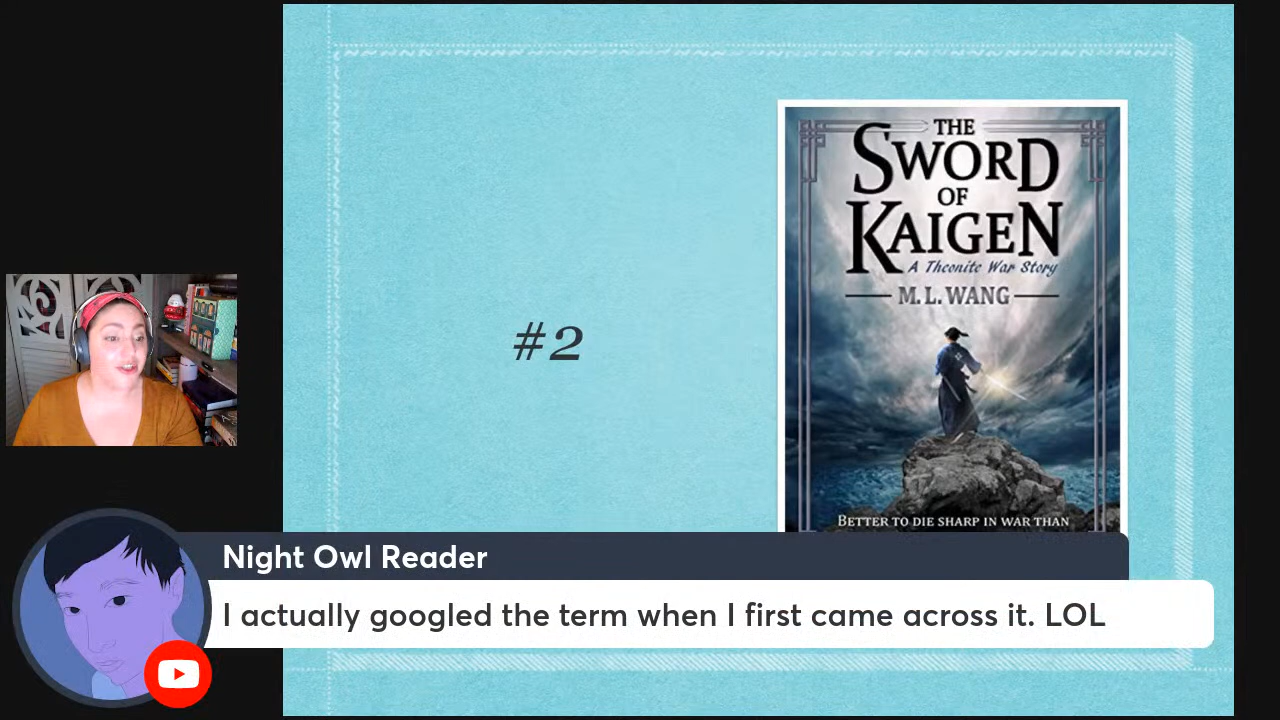 THE
SWORD
OF
KAIGEN
A Theonite War Story
M. L. WANG
#2
BETTER TO DIE SHARP IN WAR THAN
Night Owl Reader
I actually googled the term when I first came across it. LOL